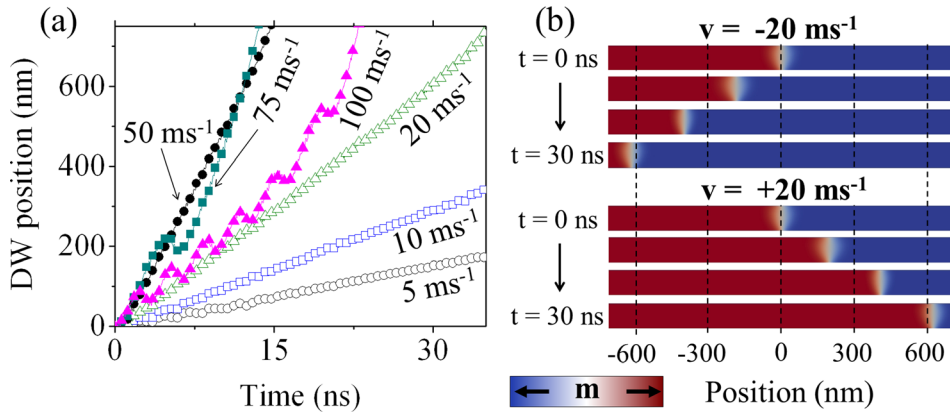 (a)
DW position (nm)
600
400
200
0
0
15
30
Time (ns)
50 ms-1
75 ms-1
100 ms-1
20 ms-1
10 ms-1
5 ms-1
(b)
v = -20 ms-1
t = 0 ns
t = 30 ns
v = +20 ms-1
t = 0 ns
t = 30 ns
-600 -300 0 300 600
m
Position (nm)